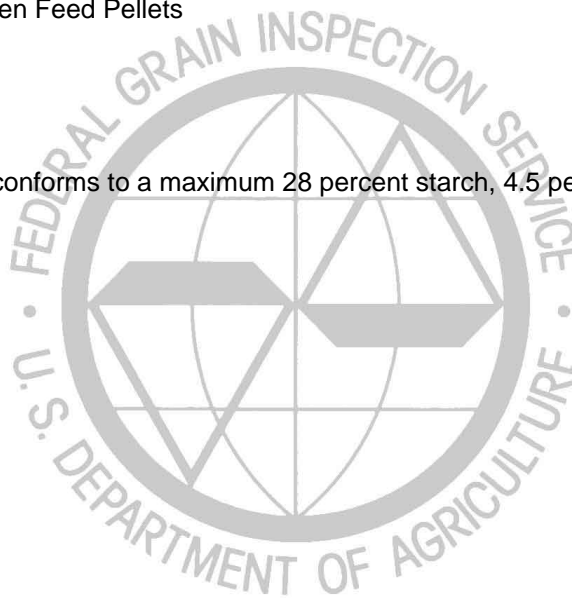 en Feed Pellets
FEDERAL GRAIN INSPECTION SERVICE
conforms to a maximum 28 percent starch, 4.5 pe
• U.S. DEPARTMENT OF AGRICULTURE •